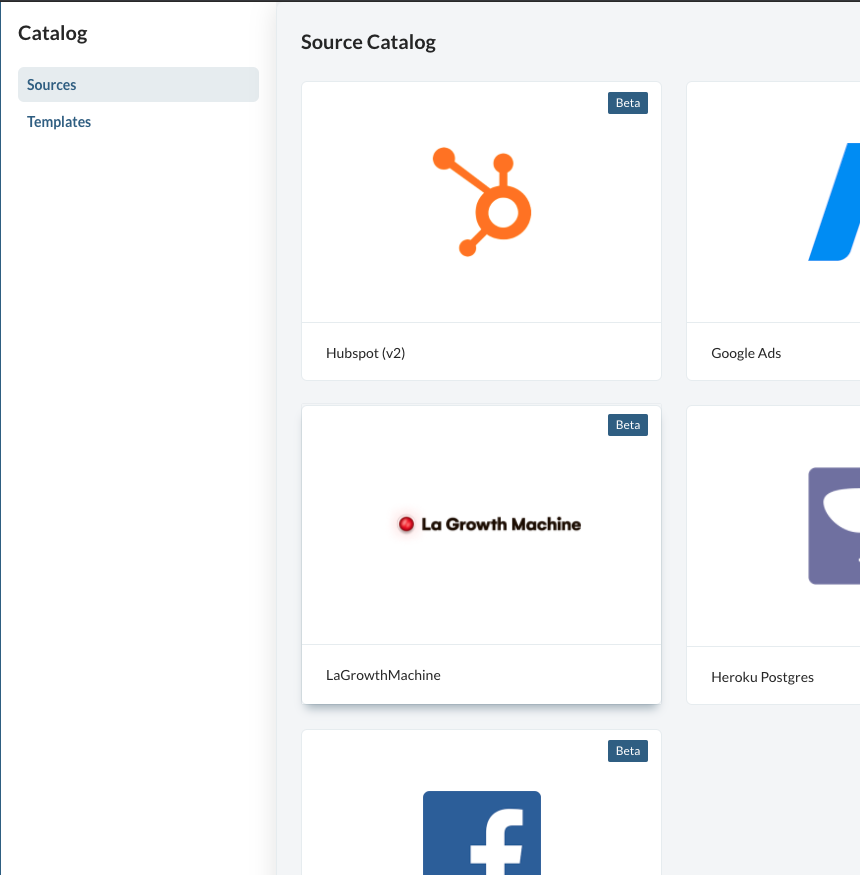 Catalog
Sources
Templates
Source Catalog
Beta
Hubspot (v2)
Google Ads
Beta
La Growth Machine
LaGrowthMachine
Heroku Postgres
Beta